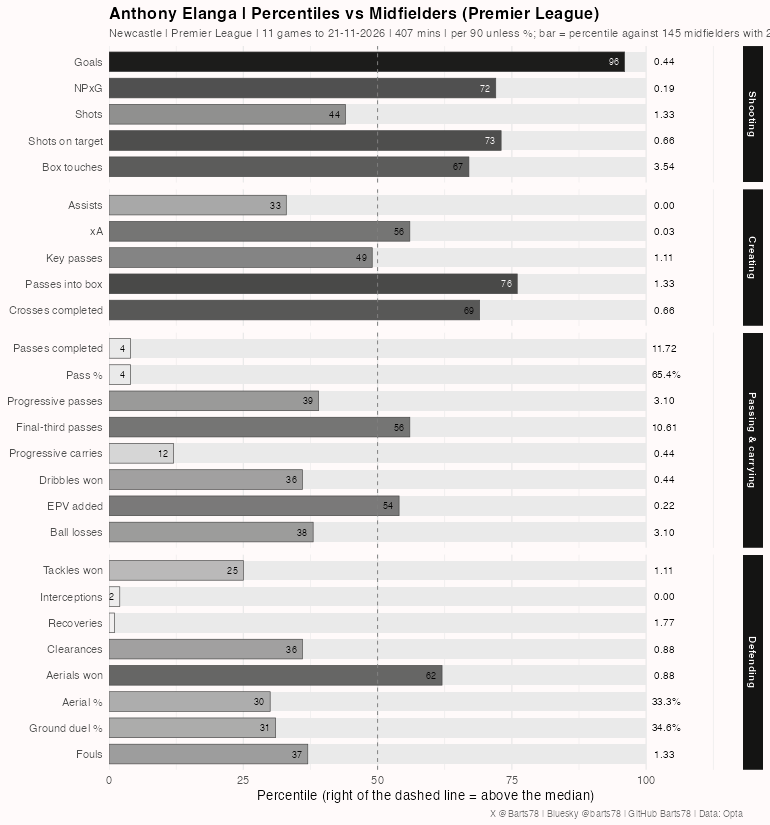 Anthony Elanga | Percentiles vs Midfielders (Premier League)
Newcastle | Premier League | 11 games to 21-11-2026 | 407 mins | per 90 unless %; bar = percentile against 145 midfielders with 2
Goals 96 0.44
NPxG 72 0.19
Shots 44 1.33
Shots on target 73 0.66
Box touches 67 3.54
Shooting
Assists 33 0.00
xA 56 0.03
Key passes 49 1.11
Passes into box 76 1.33
Crosses completed 69 0.66
Creating
Passes completed 4 11.72
Pass % 4 65.4%
Progressive passes 39 3.10
Final-third passes 56 10.61
Progressive carries 12 0.44
Dribbles won 36 0.44
EPV added 54 0.22
Ball losses 38 3.10
Passing & carrying
Tackles won 25 1.11
Interceptions 2 0.00
Recoveries 1.77
Clearances 36 0.88
Aerials won 62 0.88
Aerial % 30 33.3%
Ground duel % 31 34.6%
Fouls 37 1.33
Defending
0 25 50 75 100
Percentile (right of the dashed line = above the median)
X @Barts78 | Bluesky @barts78 | GitHub Barts78 | Data: Opta